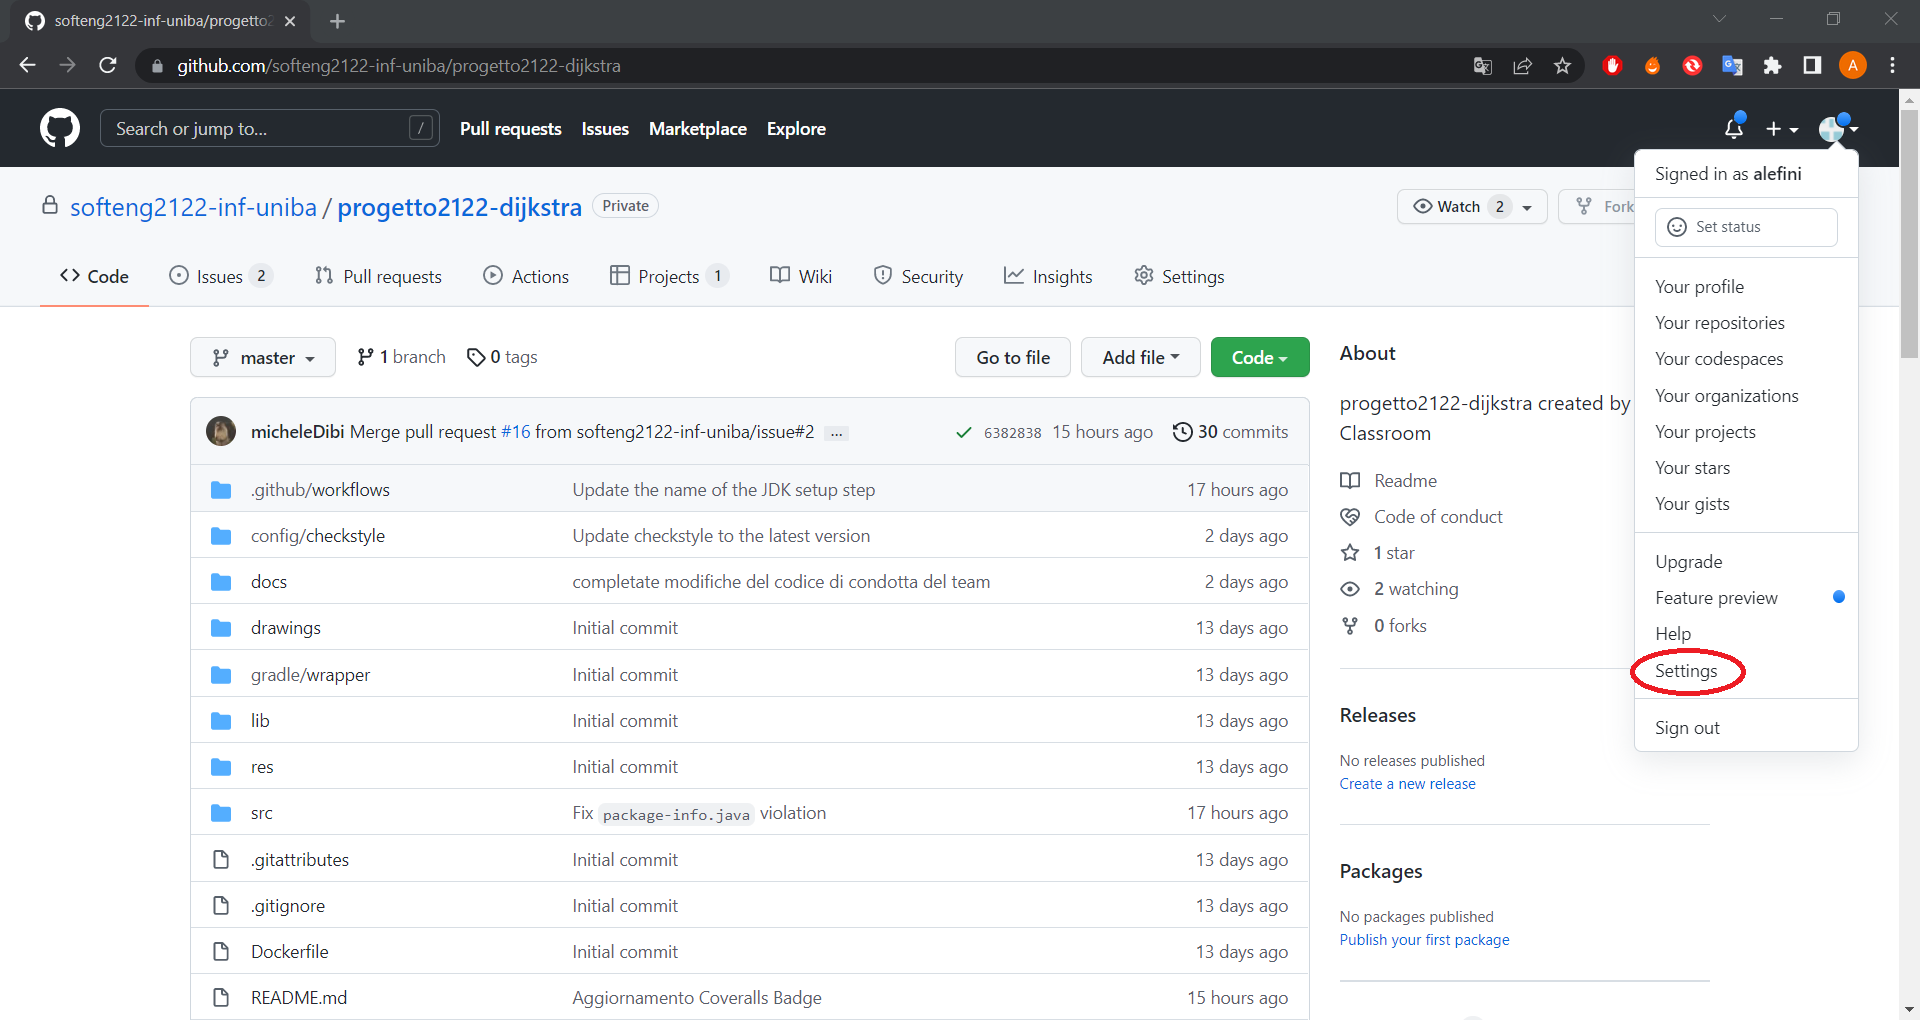 softeng2122-inf-uniba/progetto2
github.com/softeng2122-inf-uniba/progetto2122-dijkstra
A
Search or jump to...
/
Pull requests
Issues
Marketplace
Explore
softeng2122-inf-uniba / progetto2122-dijkstra
Private
Watch 2
Fork
Code
Issues 2
Pull requests
Actions
Projects 1
Wiki
Security
Insights
Settings
master
1 branch
0 tags
Go to file
Add file
Code
micheleDibi Merge pull request #16 from softeng2122-inf-uniba/issue#2 ...
6382838 15 hours ago
30 commits
.github/workflows Update the name of the JDK setup step 17 hours ago
config/checkstyle Update checkstyle to the latest version 2 days ago
docs completate modifiche del codice di condotta del team 2 days ago
drawings Initial commit 13 days ago
gradle/wrapper Initial commit 13 days ago
lib Initial commit 13 days ago
res Initial commit 13 days ago
src Fix package-info.java violation 17 hours ago
.gitattributes Initial commit 13 days ago
.gitignore Initial commit 13 days ago
Dockerfile Initial commit 13 days ago
README.md Aggiornamento Coveralls Badge 15 hours ago
About
progetto2122-dijkstra created by
Classroom
Readme
Code of conduct
1 star
2 watching
0 forks
Releases
No releases published
Create a new release
Packages
No packages published
Publish your first package
Signed in as alefini
Set status
Your profile
Your repositories
Your codespaces
Your organizations
Your projects
Your stars
Your gists
Upgrade
Feature preview
Help
Settings
Sign out